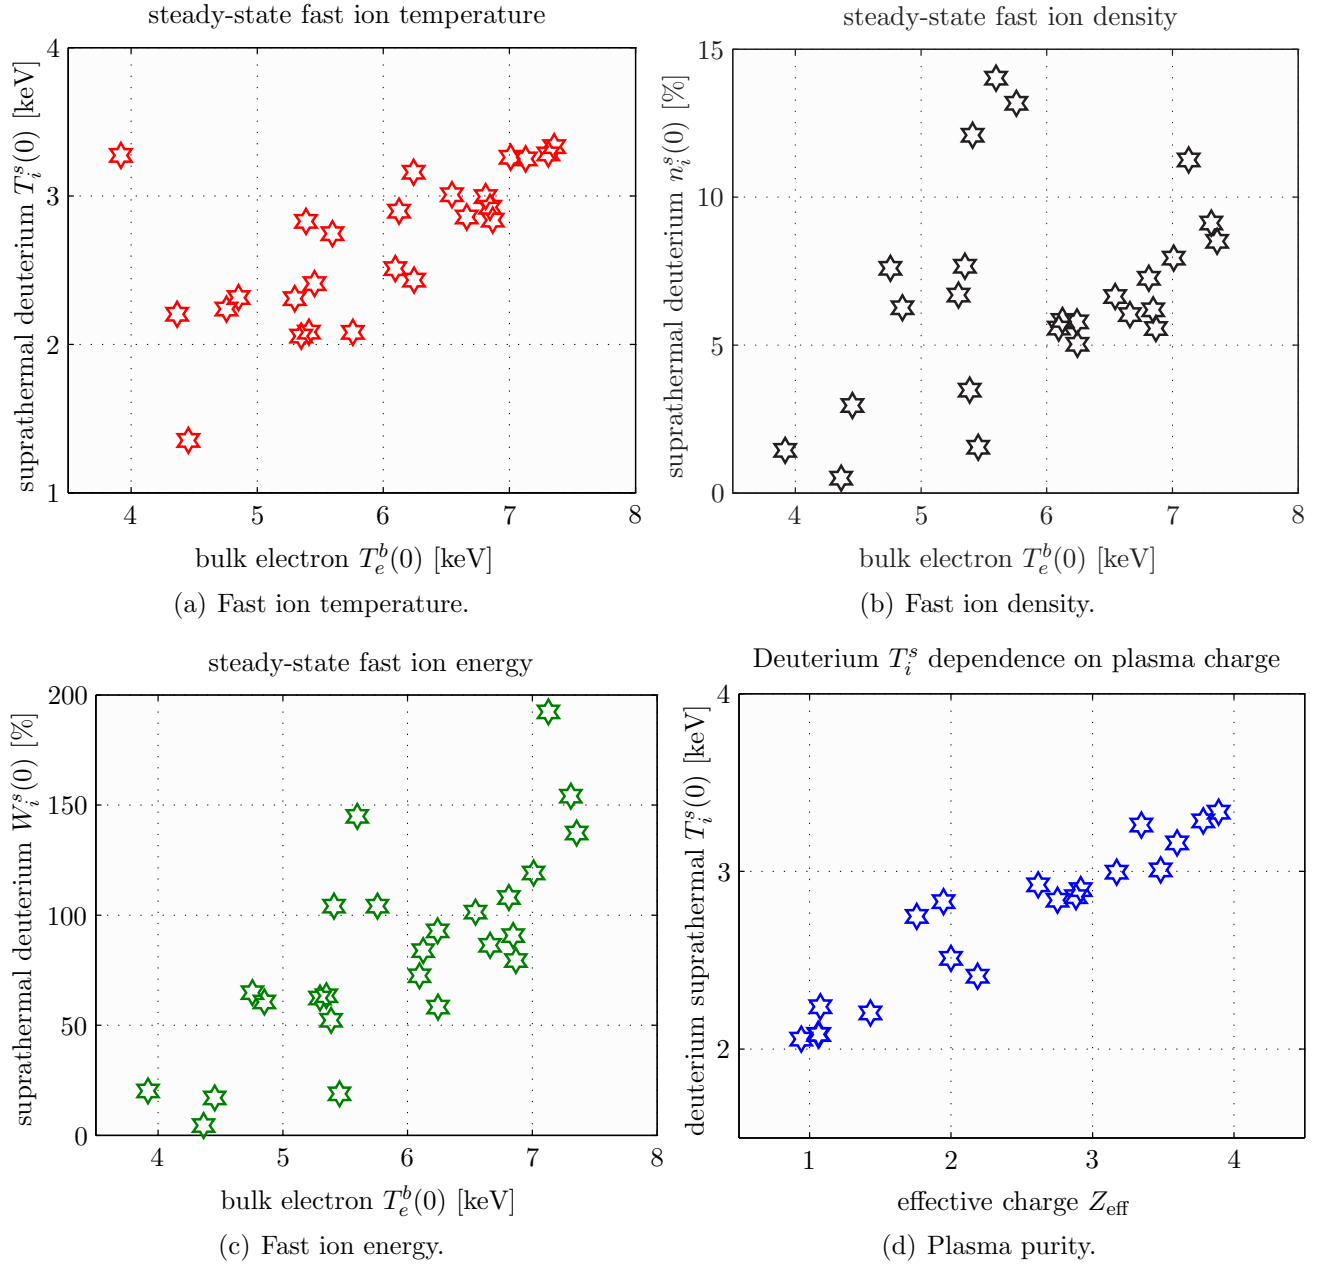 steady-state fast ion temperature
suprathermal deuterium T_i^s(0) [keV]
4
3
2
1
4 5 6 7 8
bulk electron T_e^b(0) [keV]
(a) Fast ion temperature.
steady-state fast ion density
suprathermal deuterium n_i^s(0) [%]
15
10
5
0
4 5 6 7 8
bulk electron T_e^b(0) [keV]
(b) Fast ion density.
steady-state fast ion energy
suprathermal deuterium W_i^s(0) [%]
200
150
100
50
0
4 5 6 7 8
bulk electron T_e^b(0) [keV]
(c) Fast ion energy.
Deuterium T_i^s dependence on plasma charge
deuterium suprathermal T_i^s(0) [keV]
4
3
2
1 2 3 4
effective charge Z_eff
(d) Plasma purity.